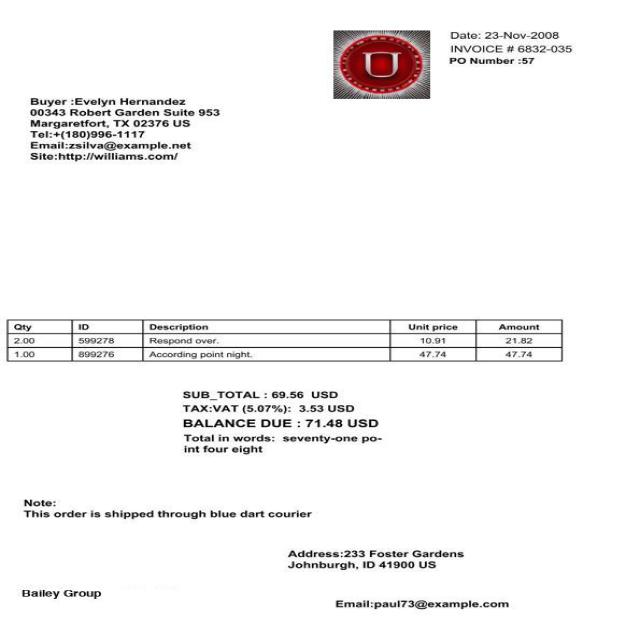 Date: 23-Nov-2008
INVOICE # 6832-035
PO Number :57
U
Buyer :Evelyn Hernandez
00343 Robert Garden Suite 953
Margaretfort, TX 02376 US
Tel:+(180)996-1117
Email:zsilva@example.net
Site:http://williams.com/
Qty ID Description Unit price Amount
2.00 599278 Respond over. 10.91 21.82
1.00 899276 According point night. 47.74 47.74
SUB_TOTAL : 69.56 USD
TAX:VAT (5.07%): 3.53 USD
BALANCE DUE : 71.48 USD
Total in words: seventy-one po-
int four eight
Note:
This order is shipped through blue dart courier
Address:233 Foster Gardens
Johnburgh, ID 41900 US
Bailey Group
Email:paul73@example.com